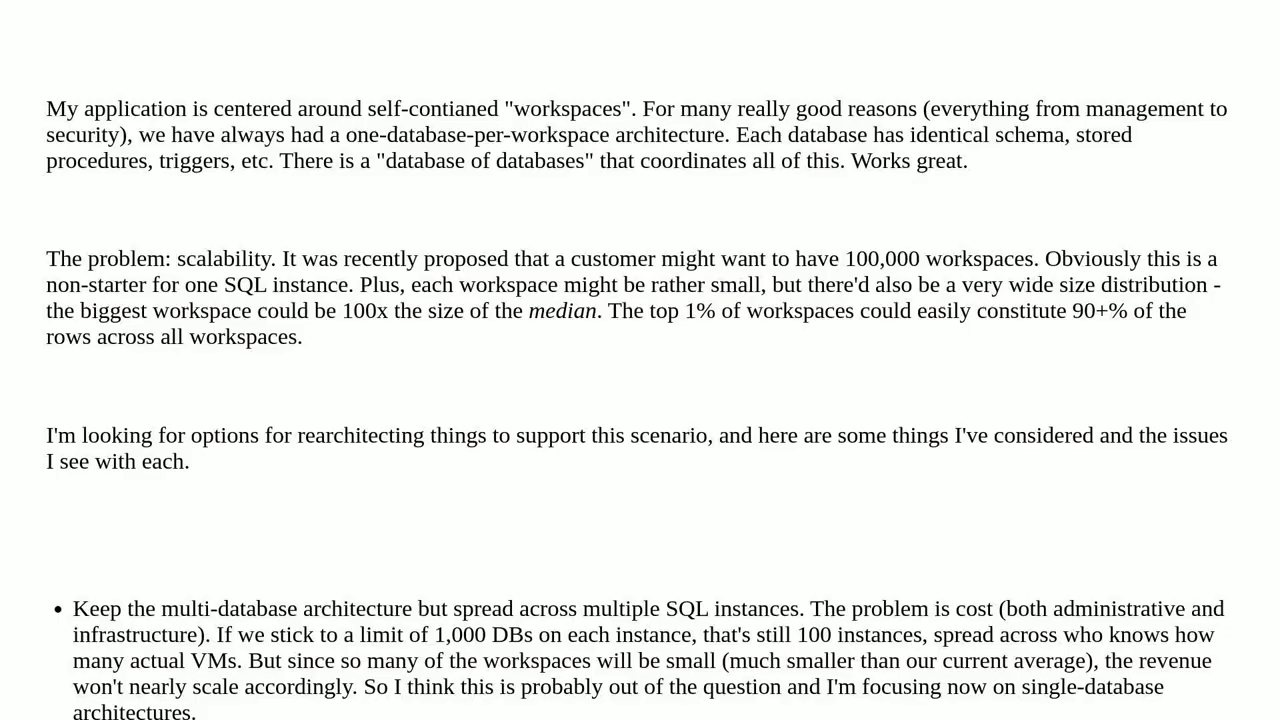 My application is centered around self-contianed "workspaces". For many really good reasons (everything from management to
security), we have always had a one-database-per-workspace architecture. Each database has identical schema, stored
procedures, triggers, etc. There is a "database of databases" that coordinates all of this. Works great.
The problem: scalability. It was recently proposed that a customer might want to have 100,000 workspaces. Obviously this is a
non-starter for one SQL instance. Plus, each workspace might be rather small, but there'd also be a very wide size distribution -
the biggest workspace could be 100x the size of the median. The top 1% of workspaces could easily constitute 90+% of the
rows across all workspaces.
I'm looking for options for rearchitecting things to support this scenario, and here are some things I've considered and the issues
I see with each.
• Keep the multi-database architecture but spread across multiple SQL instances. The problem is cost (both administrative and
infrastructure). If we stick to a limit of 1,000 DBs on each instance, that's still 100 instances, spread across who knows how
many actual VMs. But since so many of the workspaces will be small (much smaller than our current average), the revenue
won't nearly scale accordingly. So I think this is probably out of the question and I'm focusing now on single-database
architectures.